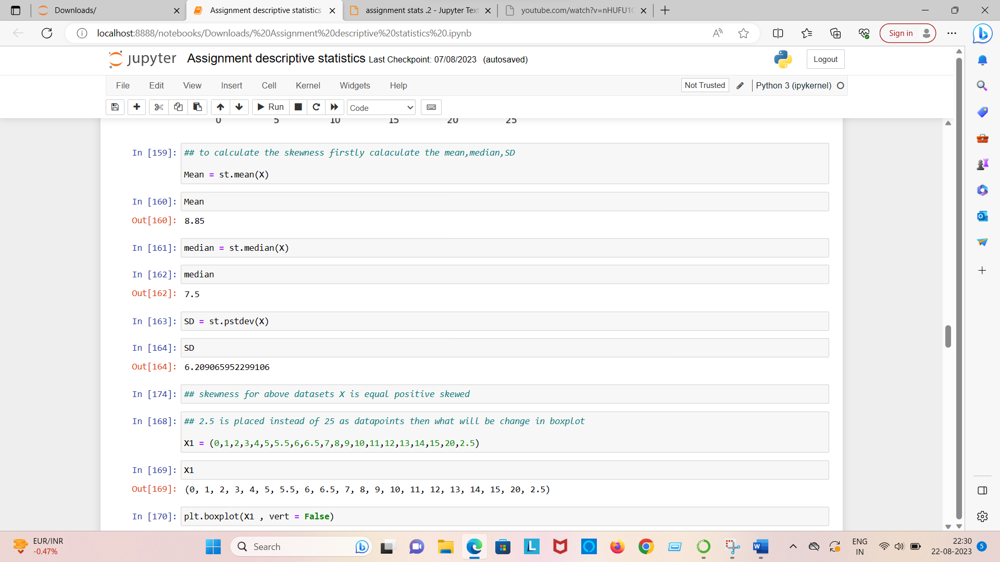 Downloads/
Assignment descriptive statistics
assignment stats .2 - Jupyter Text
youtube.com/watch?v=nHUFU1
localhost:8888/notebooks/Downloads/%20Assignment%20descriptive%20statistics%20.ipynb
Sign in
jupyter Assignment descriptive statistics Last Checkpoint: 07/08/2023 (autosaved)
Logout
File Edit View Insert Cell Kernel Widgets Help
Not Trusted
Python 3 (ipykernel)
Run
Code
0 5 10 15 20 25
In [159]: ## to calculate the skewness firstly calaculate the mean,median,SD
Mean = st.mean(X)
In [160]: Mean
Out[160]: 8.85
In [161]: median = st.median(X)
In [162]: median
Out[162]: 7.5
In [163]: SD = st.pstdev(X)
In [164]: SD
Out[164]: 6.209065952299106
In [174]: ## skewness for above datasets X is equal positive skewed
In [168]: ## 2.5 is placed instead of 25 as datapoints then what will be change in boxplot
X1 = (0,1,2,3,4,5,5.5,6,6.5,7,8,9,10,11,12,13,14,15,20,2.5)
In [169]: X1
Out[169]: (0, 1, 2, 3, 4, 5, 5.5, 6, 6.5, 7, 8, 9, 10, 11, 12, 13, 14, 15, 20, 2.5)
In [170]: plt.boxplot(X1 , vert = False)
EUR/INR
-0.47%
Search
ENG
IN
22:30
22-08-2023
5